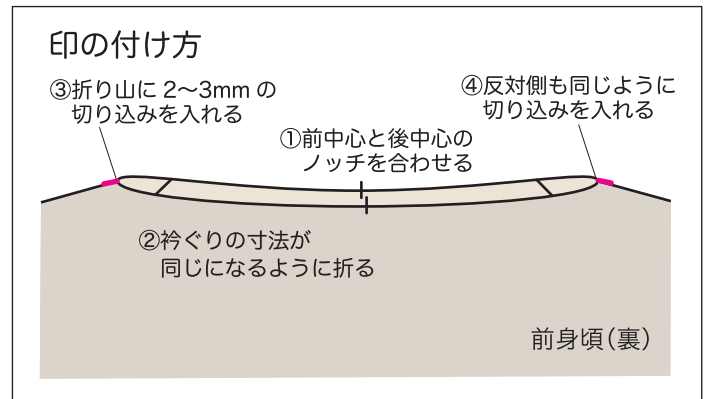 印の付け方
③折り山に 2〜3mm の
切り込みを入れる
④反対側も同じように
切り込みを入れる
①前中心と後中心の
ノッチを合わせる
②衿ぐりの寸法が
同じになるように折る
前身頃（裏）